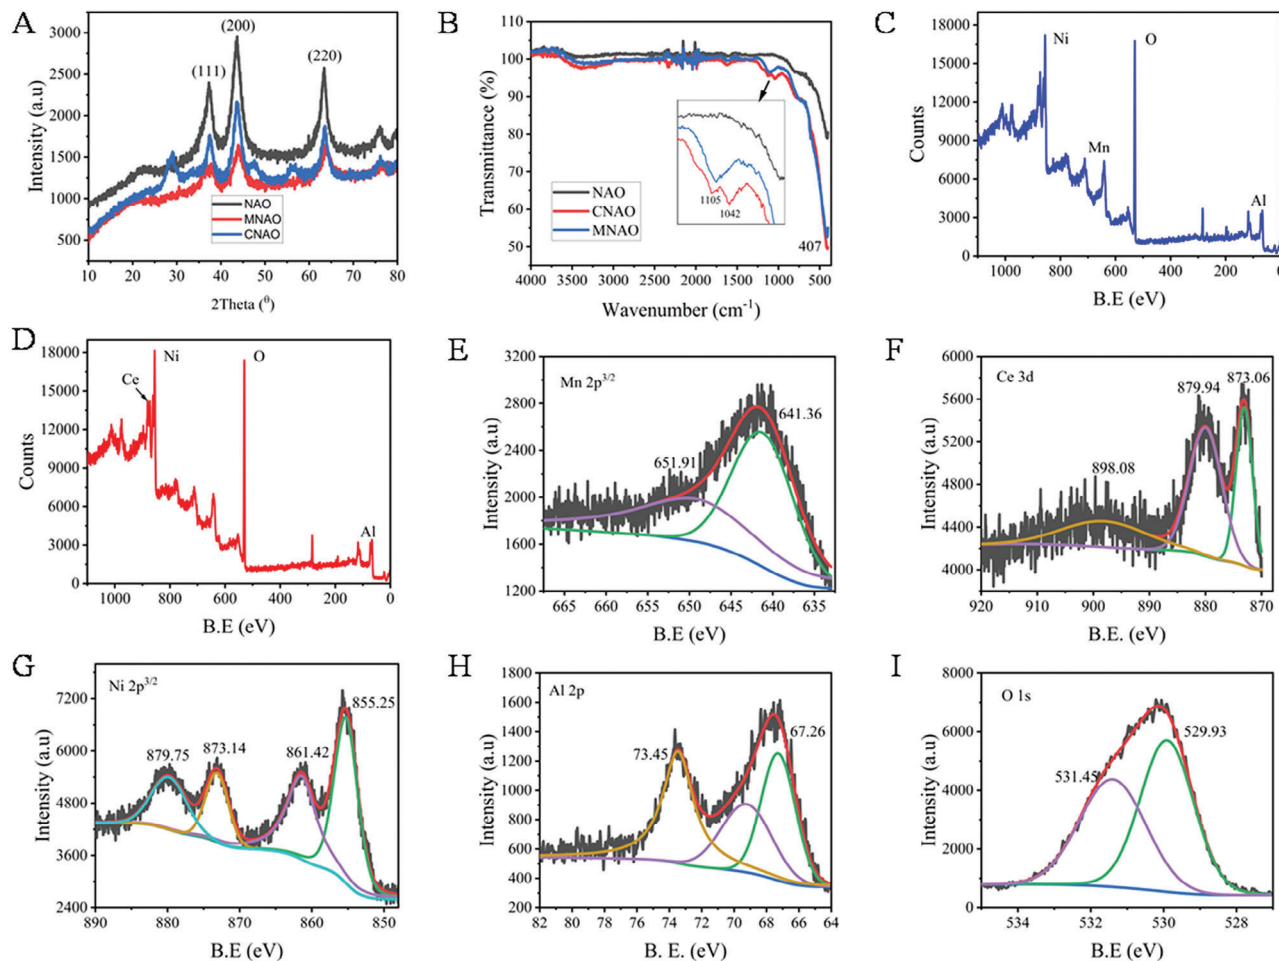 A
3000
2500
2000
1500
1000
500
10
20
30
40
50
60
70
80
Intensity (a.u)
2Theta (θ)
(111)
(200)
(220)
NAO
MNAO
CNAO
B
110
100
90
80
70
60
50
4000
3500
3000
2500
2000
1500
1000
500
Transmittance (%)
Wavenumber (cm-1)
NAO
CNAO
MNAO
1105
1042
407
C
18000
15000
12000
9000
6000
3000
0
1000
800
600
400
200
0
Counts
B.E (eV)
Ni
O
Mn
Al
D
18000
15000
12000
9000
6000
3000
0
1000
800
600
400
200
0
Counts
B.E (eV)
Ce
Ni
O
Al
E
3200
2800
2400
2000
1600
1200
665
660
655
650
645
640
635
Intensity (a.u)
B.E (eV)
Mn 2p3/2
651.91
641.36
F
6000
5600
5200
4800
4400
4000
920
910
900
890
880
870
Intensity (a.u)
B.E. (eV)
Ce 3d
898.08
879.94
873.06
G
7200
6000
4800
3600
2400
890
880
870
860
850
Intensity (a.u)
B.E (eV)
Ni 2p3/2
879.75
873.14
861.42
855.25
H
1800
1600
1400
1200
1000
800
600
400
200
82
80
78
76
74
72
70
68
66
64
Intensity (a.u)
B. E. (eV)
Al 2p
73.45
67.26
I
8000
6000
4000
2000
0
534
532
530
528
Intensity (a.u)
B.E (eV)
O 1s
531.45
529.93